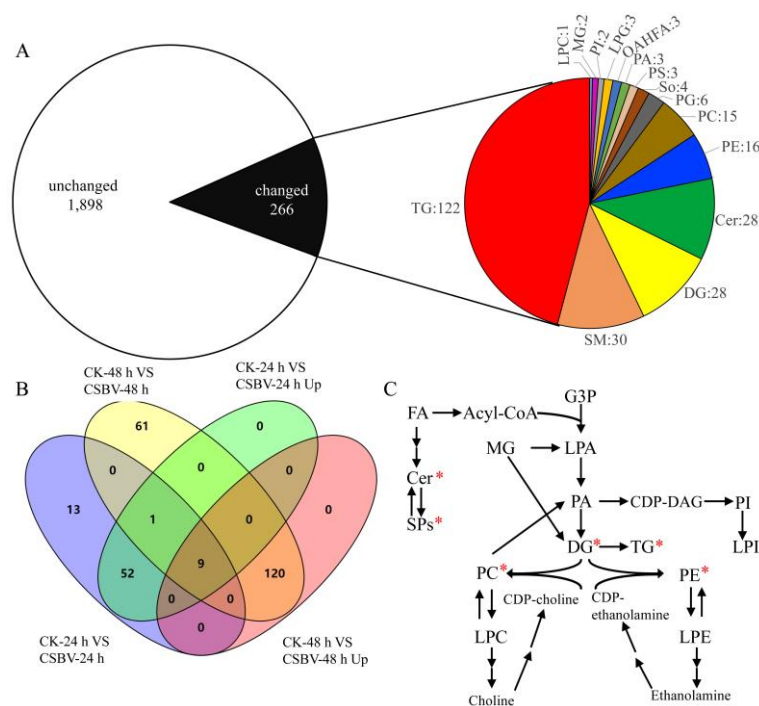 A
unchanged
1,898
changed
266
LPC:1
MG:2
PI:2
LPG:3
OAHFA:3
PA:3
PS:3
So:4
PG:6
PC:15
PE:16
Cer:28
DG:28
SM:30
TG:122
B
CK-48 h VS
CSBV-48 h
CK-24 h VS
CSBV-24 h Up
61
0
0
0
13
0
0
1
0
52
9
120
0
0
0
CK-24 h VS
CSBV-24 h
CK-48 h VS
CSBV-48 h Up
C
G3P
FA
Acyl-CoA
MG
LPA
Cer*
PA
CDP-DAG
PI
SPs*
DG*
TG*
LPI
PC*
PE*
CDP-choline
CDP-
ethanolamine
LPC
LPE
Choline
Ethanolamine